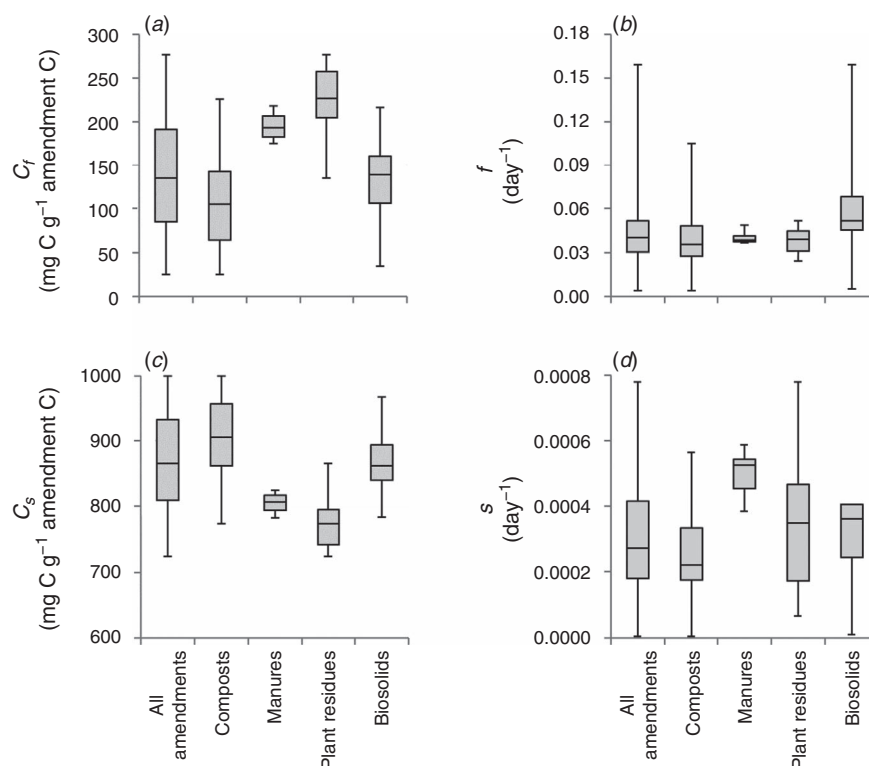 (a)
300
250
200
150
100
50
0
C_f
(mg C g⁻¹ amendment C)
(b)
0.18
0.15
0.12
0.09
0.06
0.03
0.00
f
(day⁻¹)
(c)
1000
900
800
700
600
C_s
(mg C g⁻¹ amendment C)
All
amendments
Composts
Manures
Plant residues
Biosolids
(d)
0.0008
0.0006
0.0004
0.0002
0.0000
s
(day⁻¹)
All
amendments
Composts
Manures
Plant residues
Biosolids